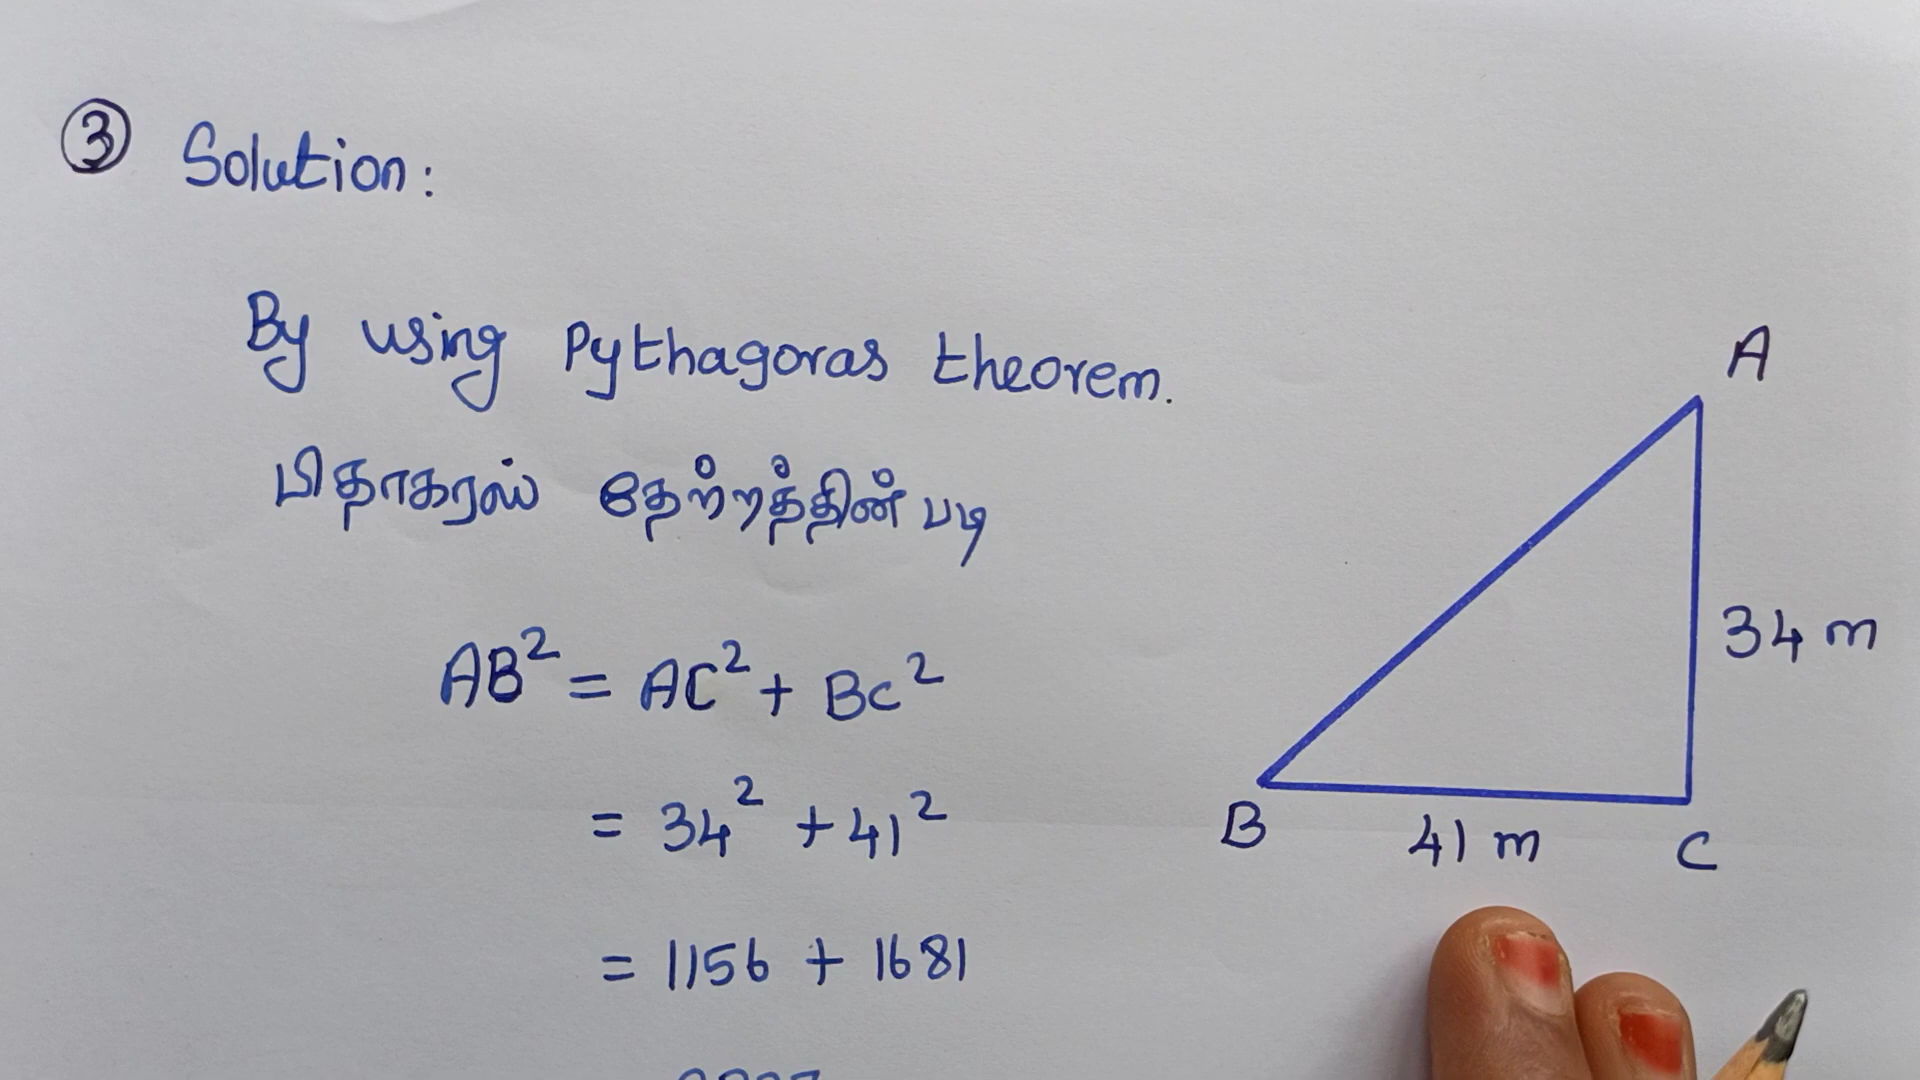 ③ Solution:
By using Pythagoras theorem.
பிதாகரஸ் தேற்றத்தின் படி
AB² = AC² + BC²
= 34² + 41²
= 1156 + 1681
A
34 m
B
41 m
C